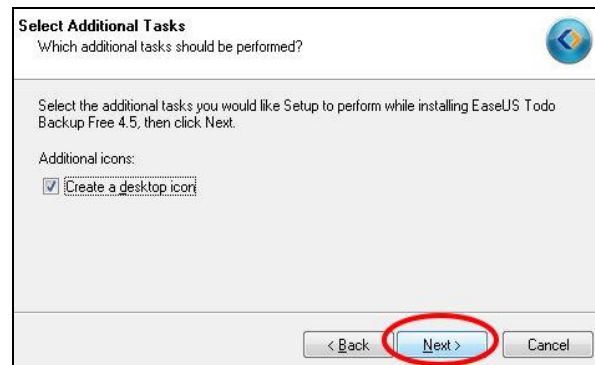 Select Additional Tasks
Which additional tasks should be performed?
Select the additional tasks you would like Setup to perform while installing EaseUS Todo
Backup Free 4.5, then click Next.
Additional icons:
Create a desktop icon
< Back Next > Cancel